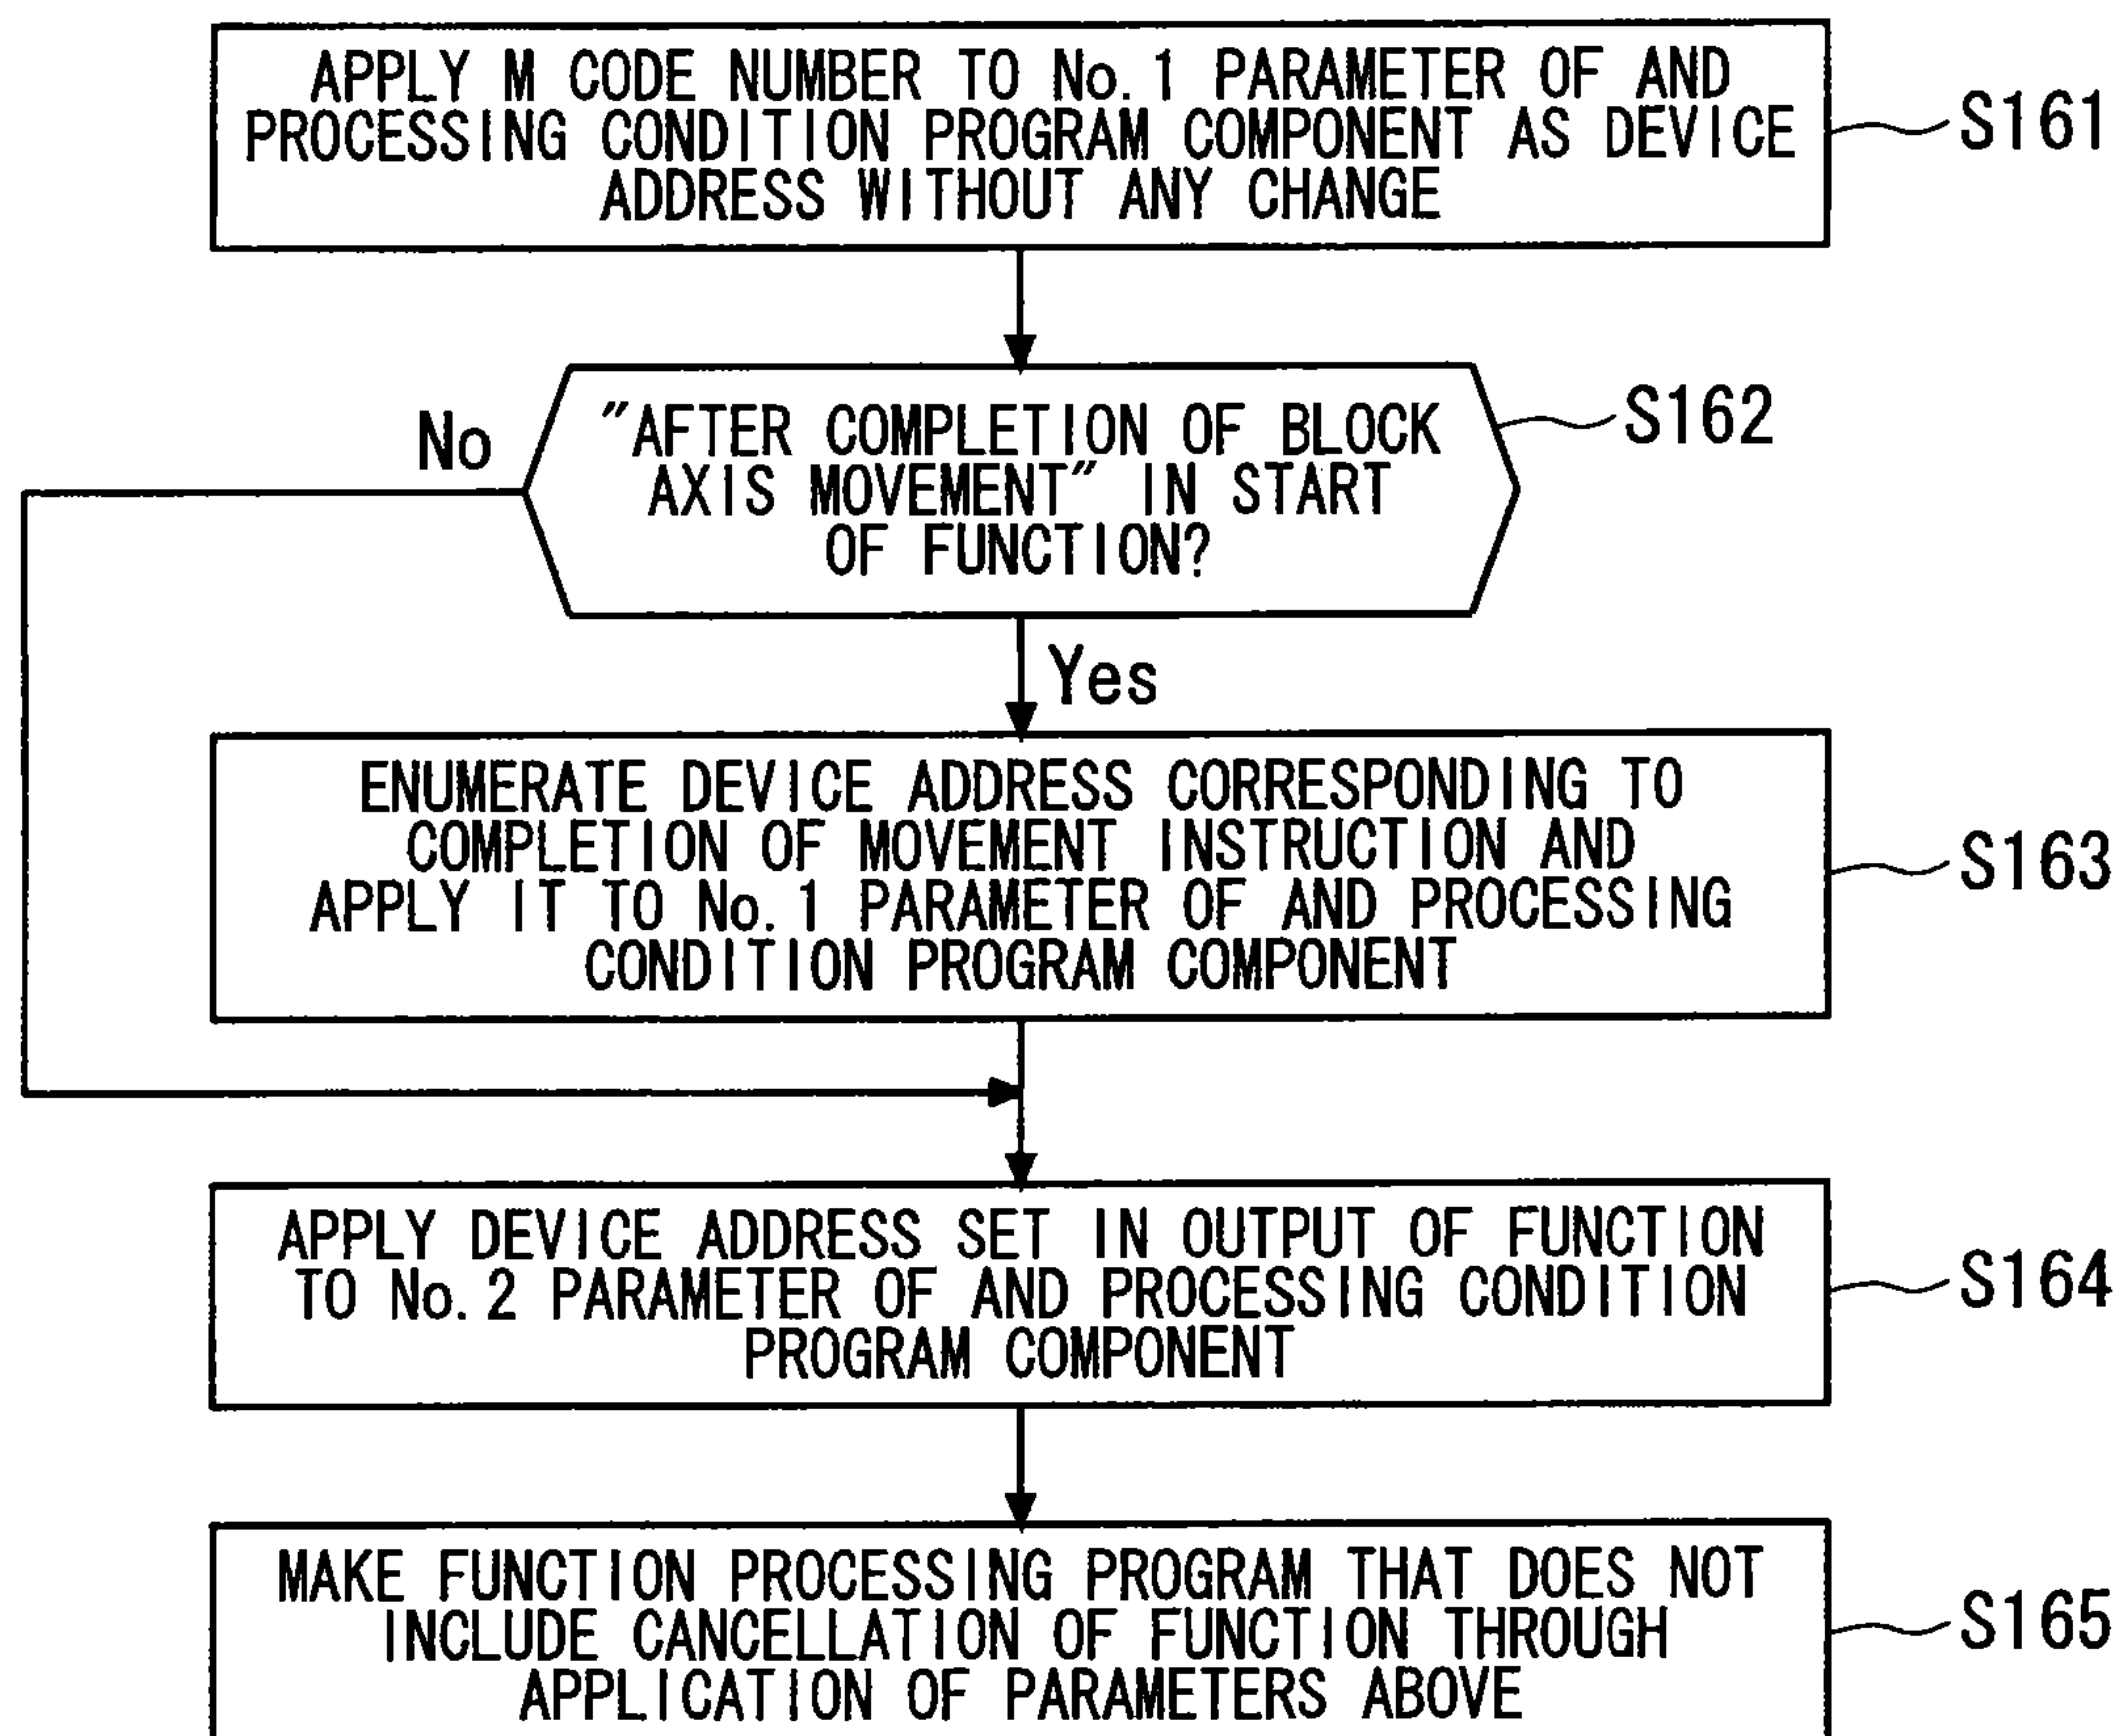 APPLY M CODE NUMBER TO No.1 PARAMETER OF AND
PROCESSING CONDITION PROGRAM COMPONENT AS DEVICE
ADDRESS WITHOUT ANY CHANGE
S161
"AFTER COMPLETION OF BLOCK
AXIS MOVEMENT" IN START
OF FUNCTION?
S162
No
Yes
ENUMERATE DEVICE ADDRESS CORRESPONDING TO
COMPLETION OF MOVEMENT INSTRUCTION AND
APPLY IT TO No.1 PARAMETER OF AND PROCESSING
CONDITION PROGRAM COMPONENT
S163
APPLY DEVICE ADDRESS SET IN OUTPUT OF FUNCTION
TO No.2 PARAMETER OF AND PROCESSING CONDITION
PROGRAM COMPONENT
S164
MAKE FUNCTION PROCESSING PROGRAM THAT DOES NOT
INCLUDE CANCELLATION OF FUNCTION THROUGH
APPLICATION OF PARAMETERS ABOVE
S165